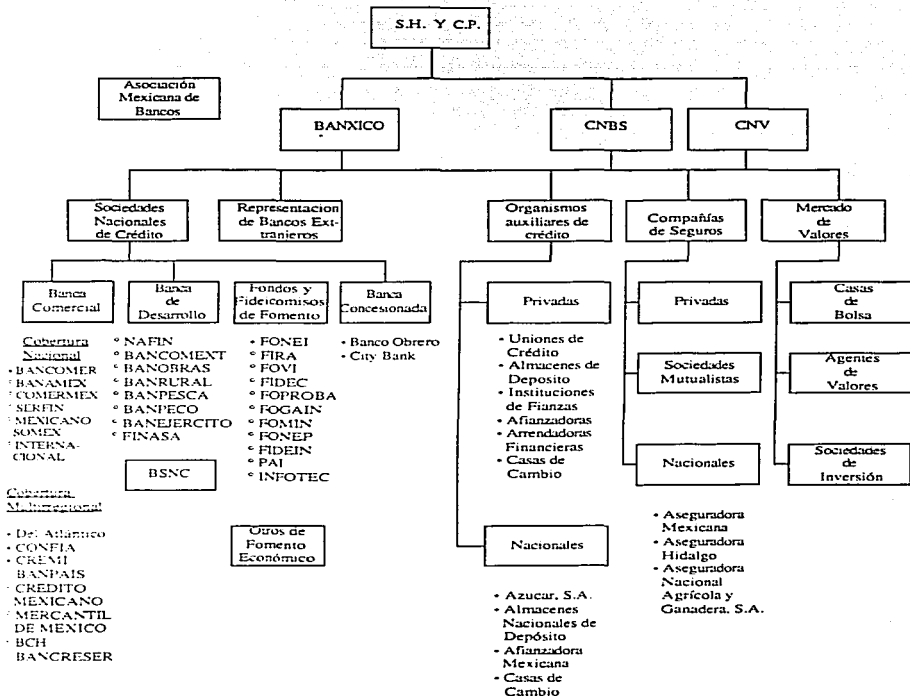 S.H. Y C.P.
Asociación
Mexicana de
Bancos
BANXICO
CNBS
CNV
Sociedades
Nacionales
de Crédito
Representacion
de Bancos Ex-
tranieros
Organismos
auxiliares de
crédito
Compañías
de Seguros
Mercado
de
Valores
Banca
Comercial
Banca
de
Desarrollo
Fondos y
Fideicomisos
de Fomento
Banca
Concesionada
Privadas
Privadas
Casas
de
Bolsa
Cobertura
Nacional
• BANCOMER
• BANAMEX
• COMERMEX
• SERFIN
• MEXICANO
SOMEX
• INTERNA-
CIONAL
° NAFIN
° BANCOMEXT
° BANOBRAS
° BANRURAL
° BANPESCA
° BANPECO
° BANEJERCITO
° FINASA
BSNC
• FONEI
° FIRA
° FOVI
° FIDEC
° FOPROBA
° FOGAIN
° FOMIN
° FONEP
° FIDEIN
° PAI
° INFOTEC
• Banco Obrero
• City Bank
• Uniones de
Crédito
• Almacenes de
Deposito
• Instituciones
de Fianzas
• Afianzadoras
• Arrendadoras
Financieras
• Casas de
Cambio
Sociedades
Mutualistas
Agentes
de
Valores
Nacionales
Sociedades
de
Inversión
Cobertura
Multirregional
• Del Atlántico
• CONFIA
• CREMI
BANPAIS
• CREDITO
MEXICANO
• MERCANTIL
DE MEXICO
• BCH
BANCRESER
Otros de
Fomento
Económico
Nacionales
• Azucar, S.A.
• Almacenes
Nacionales de
Depósito
• Afianzadora
Mexicana
• Casas de
Cambio
• Aseguradora
Mexicana
• Aseguradora
Hidalgo
• Aseguradora
Nacional
Agrícola y
Ganadera, S.A.